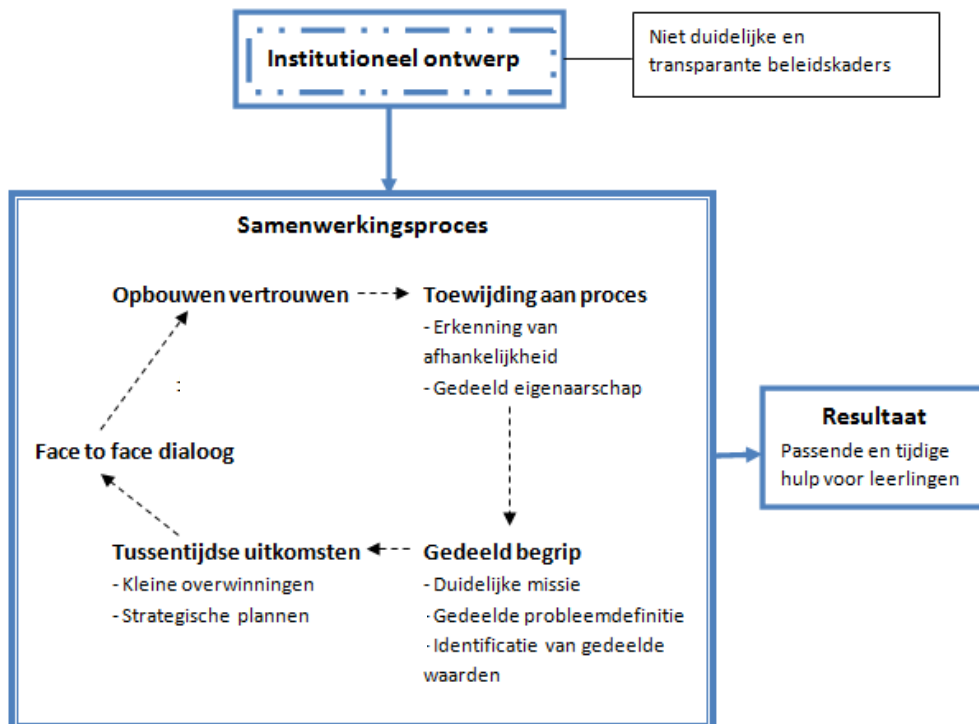 Institutioneel ontwerp
Niet duidelijke en
transparante beleidskaders
Samenwerkingsproces
Opbouwen vertrouwen
Toewijding aan proces
- Erkenning van
afhankelijkheid
- Gedeeld eigenaarschap
:
Face to face dialoog
Tussentijdse uitkomsten
- Kleine overwinningen
- Strategische plannen
Gedeeld begrip
- Duidelijke missie
- Gedeelde probleemdefinitie
- Identificatie van gedeelde
waarden
Resultaat
Passende en tijdige
hulp voor leerlingen